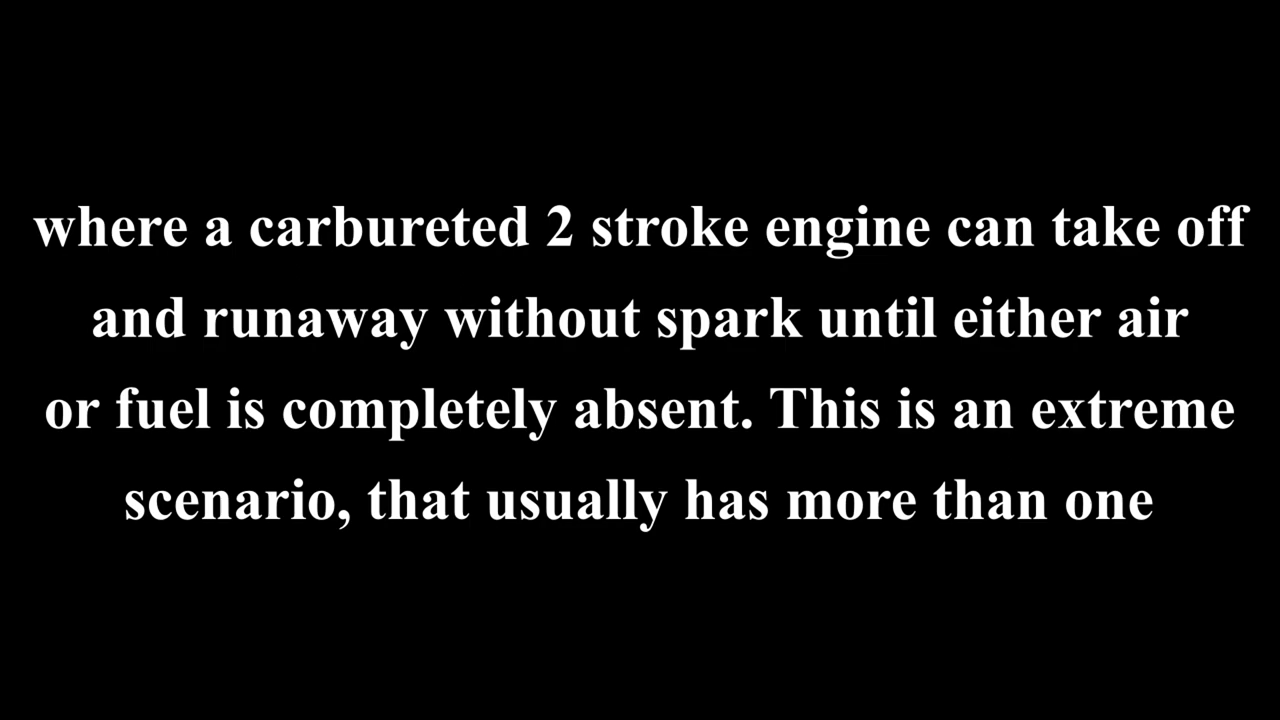 where a carbureted 2 stroke engine can take off
and runaway without spark until either air
or fuel is completely absent. This is an extreme
scenario, that usually has more than one